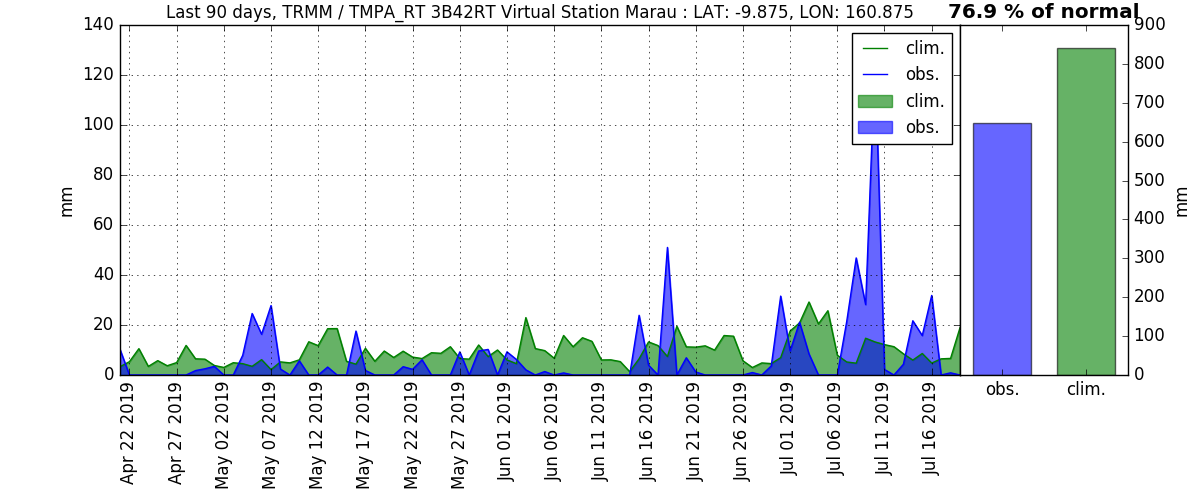 Last 90 days, TRMM / TMPA_RT 3B42RT Virtual Station Marau : LAT: -9.875, LON: 160.875
76.9 % of normal
mm
140
120
100
80
60
40
20
0
clim.
obs.
clim.
obs.
Apr 22 2019
Apr 27 2019
May 02 2019
May 07 2019
May 12 2019
May 17 2019
May 22 2019
May 27 2019
Jun 01 2019
Jun 06 2019
Jun 11 2019
Jun 16 2019
Jun 21 2019
Jun 26 2019
Jul 01 2019
Jul 06 2019
Jul 11 2019
Jul 16 2019
900
800
700
600
500
400
300
200
100
0
mm
obs.
clim.